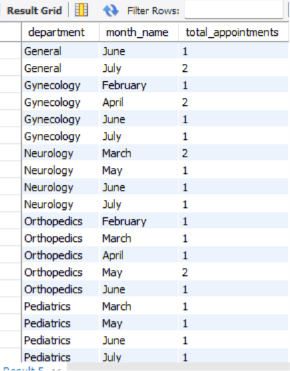 Result Grid Filter Rows:
department month_name total_appointments
General June 1
General July 2
Gynecology February 1
Gynecology April 2
Gynecology June 1
Gynecology July 1
Neurology March 2
Neurology May 1
Neurology June 1
Neurology July 1
Orthopedics February 1
Orthopedics March 1
Orthopedics April 1
Orthopedics May 2
Orthopedics June 1
Pediatrics March 1
Pediatrics May 1
Pediatrics June 1
Pediatrics July 1